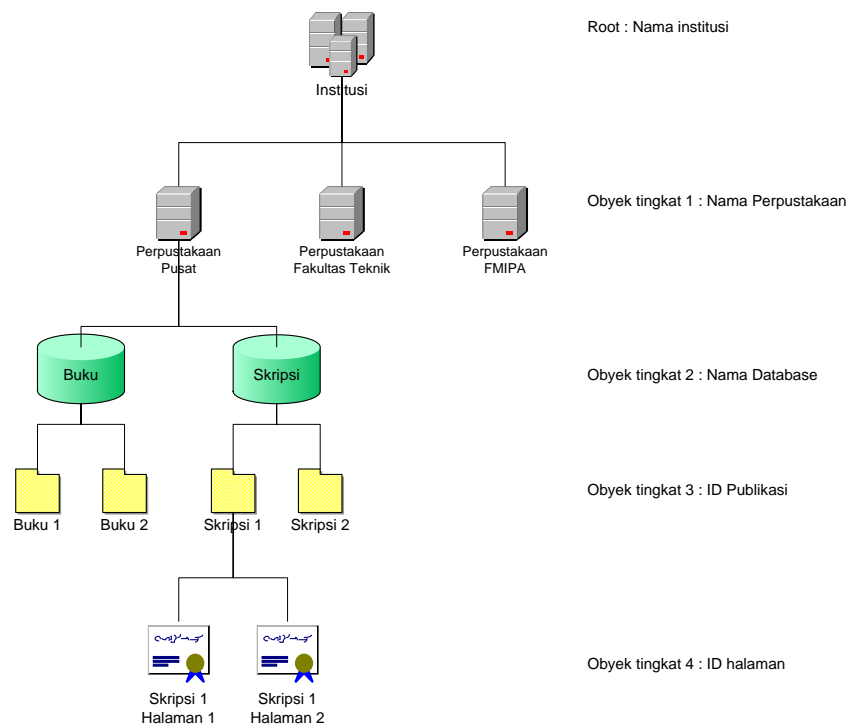 Root : Nama institusi
Institusi
Obyek tingkat 1 : Nama Perpustakaan
Perpustakaan
Pusat
Perpustakaan
Fakultas Teknik
Perpustakaan
FMIPA
Buku
Skripsi
Obyek tingkat 2 : Nama Database
Obyek tingkat 3 : ID Publikasi
Buku 1
Buku 2
Skripsi 1
Skripsi 2
Obyek tingkat 4 : ID halaman
Skripsi 1
Halaman 1
Skripsi 1
Halaman 2